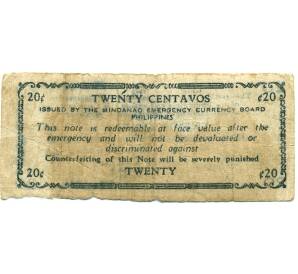 20¢ TWENTY CENTAVOS ¢20
ISSUED BY THE MINDANAO EMERGENCY CURRENCY BOARD
PHILIPPINES
This note is redeemable at face value after the
emergency and will not be devaluated or
discriminated against
Counterfeiting of this Note will be severely punished
20¢ TWENTY ¢20